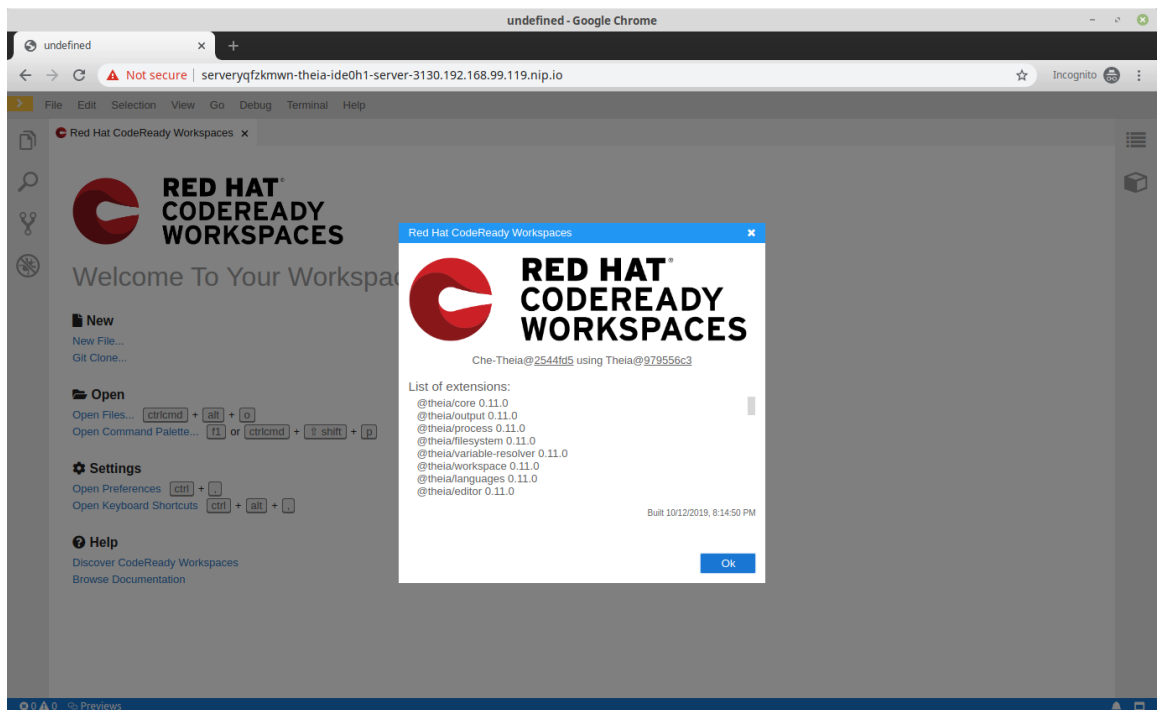 undefined - Google Chrome
undefined
Not secure serveryqfzkmwn-theia-ide0h1-server-3130.192.168.99.119.nip.io
Incognito
File Edit Selection View Go Debug Terminal Help
Red Hat CodeReady Workspaces
RED HAT®
CODEREADY
WORKSPACES
Welcome To Your Workspac
New
New File...
Git Clone...
Open
Open Files... ctrlcmd + alt + o
Open Command Palette... f1 or ctrlcmd + ⇧ shift + p
Settings
Open Preferences ctrl + ,
Open Keyboard Shortcuts ctrl + alt + ,
Help
Discover CodeReady Workspaces
Browse Documentation
Red Hat CodeReady Workspaces
RED HAT®
CODEREADY
WORKSPACES
Che-Theia@2544fd5 using Theia@979556c3
List of extensions:
@theia/core 0.11.0
@theia/output 0.11.0
@theia/process 0.11.0
@theia/filesystem 0.11.0
@theia/variable-resolver 0.11.0
@theia/workspace 0.11.0
@theia/languages 0.11.0
@theia/editor 0.11.0
Built 10/12/2019, 8:14:50 PM
Ok
0 0 Previews